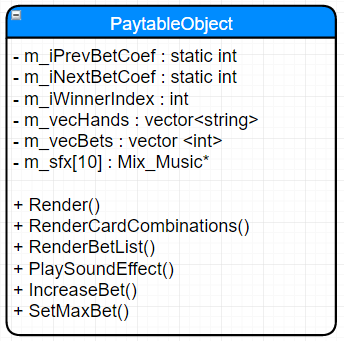 PaytableObject
- m_iPrevBetCoef : static int
- m_iNextBetCoef : static int
- m_iWinnerIndex : int
- m_vecHands : vector<string>
- m_vecBets : vector <int>
- m_sfx[10] : Mix_Music*
+ Render()
+ RenderCardCombinations()
+ RenderBetList()
+ PlaySoundEffect()
+ IncreaseBet()
+ SetMaxBet()